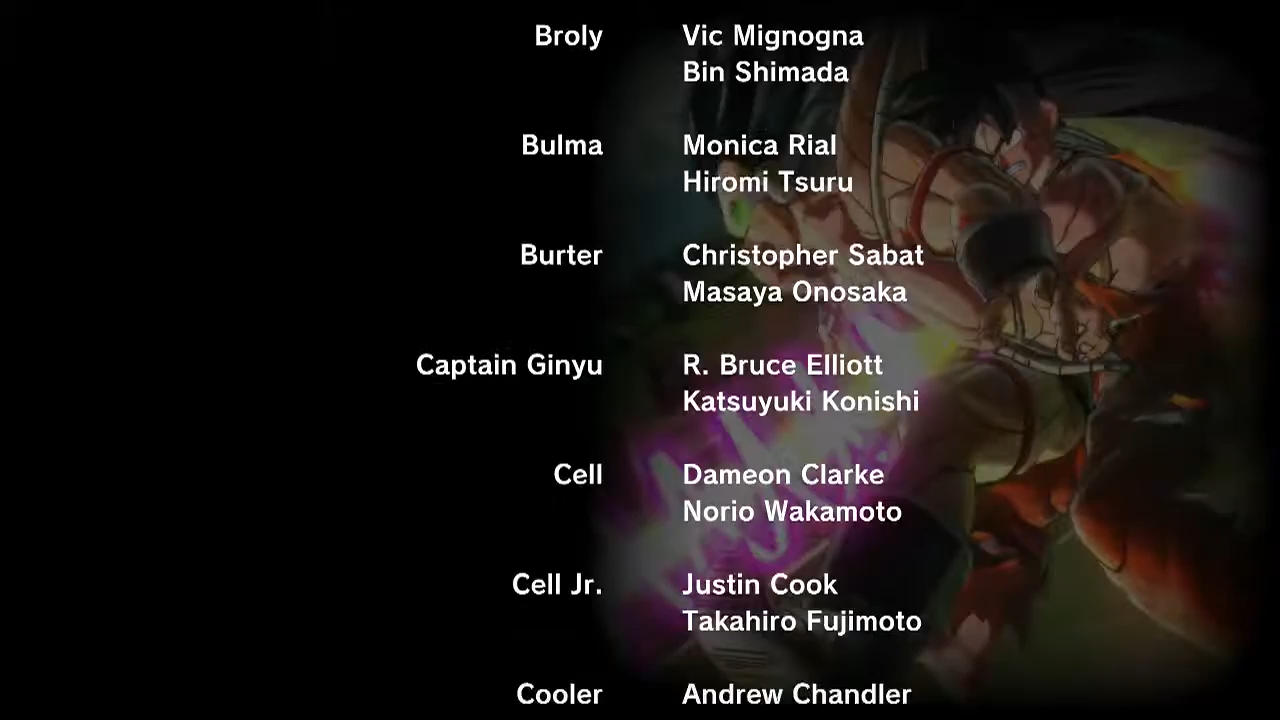 Broly Vic Mignogna
Bin Shimada
Bulma Monica Rial
Hiromi Tsuru
Burter Christopher Sabat
Masaya Onosaka
Captain Ginyu R. Bruce Elliott
Katsuyuki Konishi
Cell Dameon Clarke
Norio Wakamoto
Cell Jr. Justin Cook
Takahiro Fujimoto
Cooler Andrew Chandler